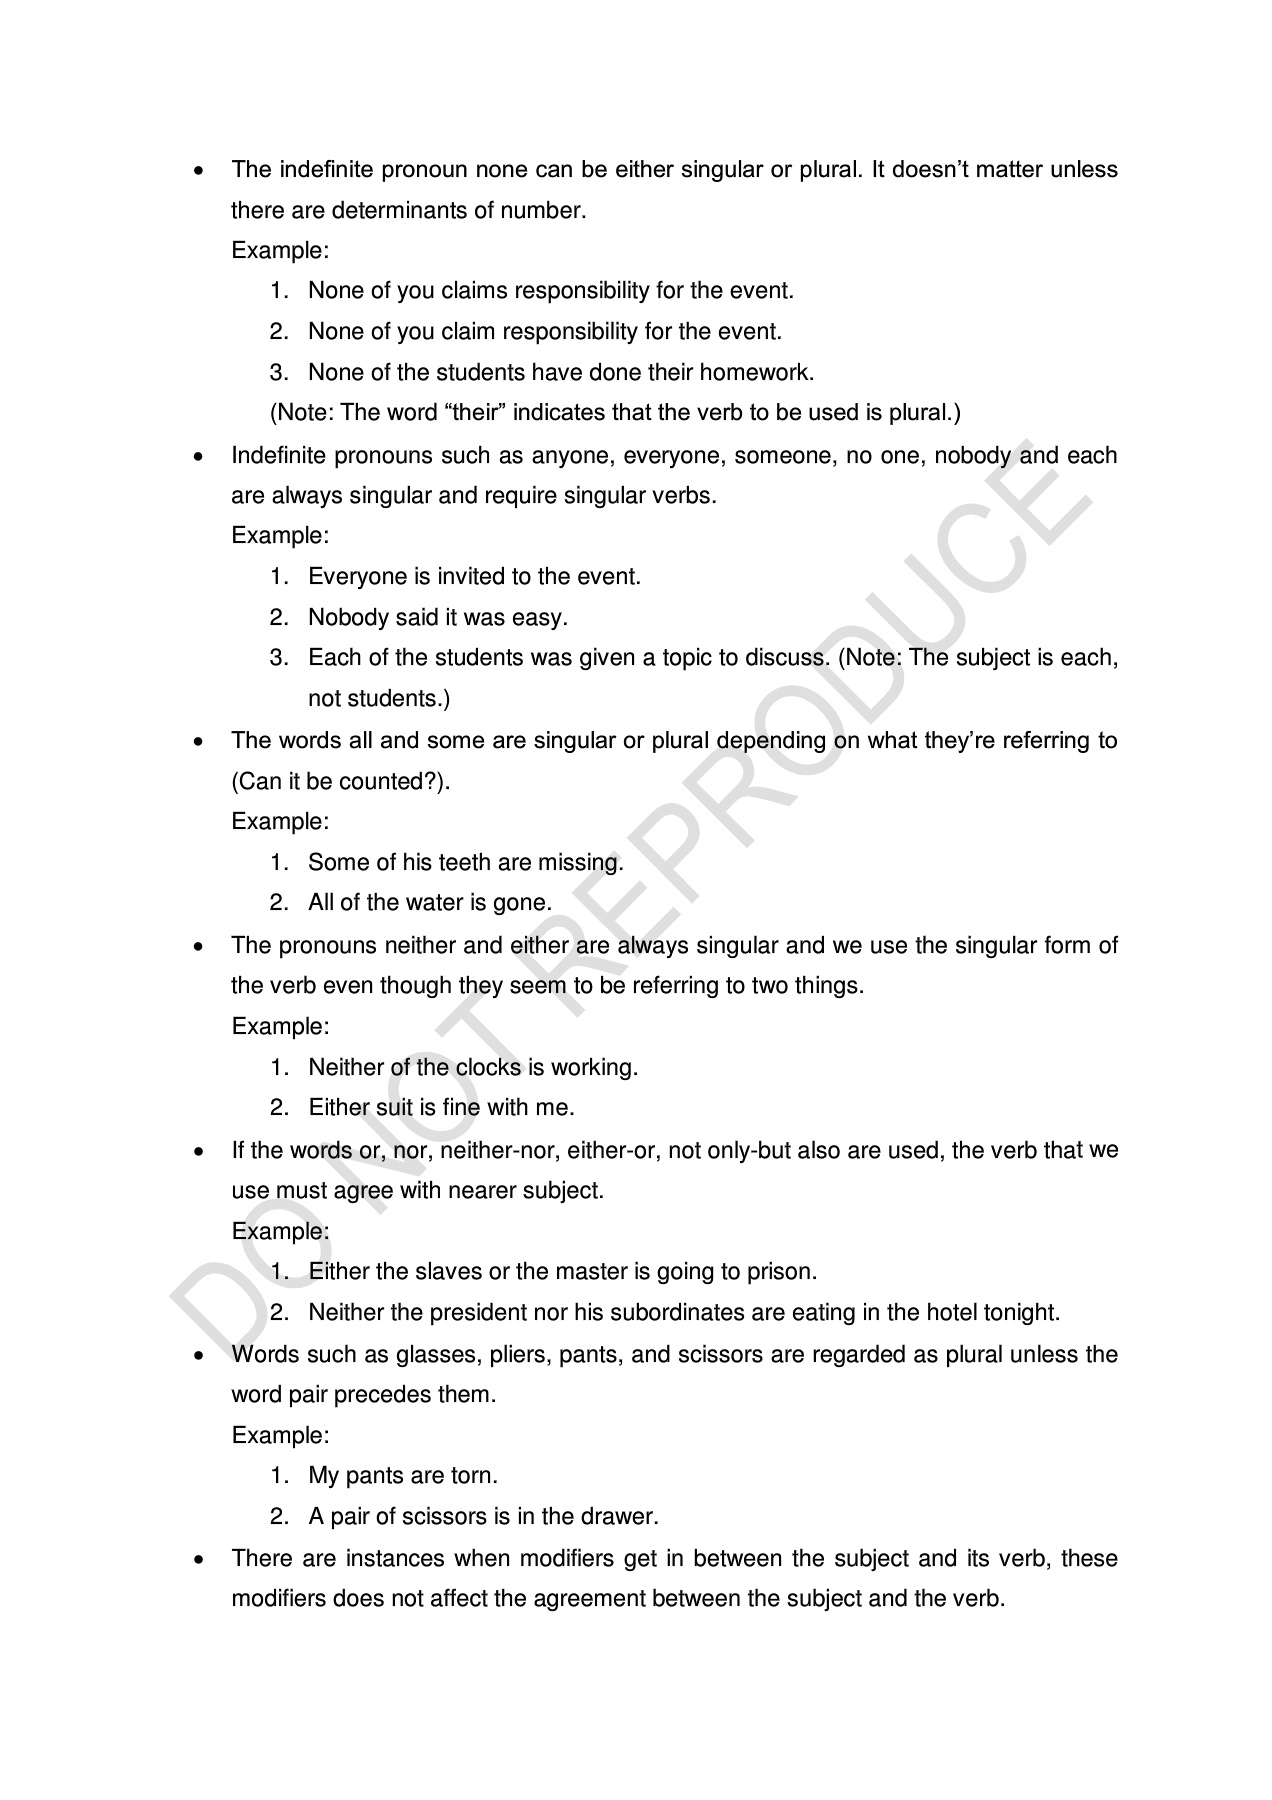 • The indefinite pronoun none can be either singular or plural. It doesn’t matter unless
there are determinants of number.
Example:
1. None of you claims responsibility for the event.
2. None of you claim responsibility for the event.
3. None of the students have done their homework.
(Note: The word “their” indicates that the verb to be used is plural.)
• Indefinite pronouns such as anyone, everyone, someone, no one, nobody and each
are always singular and require singular verbs.
Example:
1. Everyone is invited to the event.
2. Nobody said it was easy.
3. Each of the students was given a topic to discuss. (Note: The subject is each,
not students.)
• The words all and some are singular or plural depending on what they’re referring to
(Can it be counted?).
Example:
1. Some of his teeth are missing.
2. All of the water is gone.
• The pronouns neither and either are always singular and we use the singular form of
the verb even though they seem to be referring to two things.
Example:
1. Neither of the clocks is working.
2. Either suit is fine with me.
• If the words or, nor, neither-nor, either-or, not only-but also are used, the verb that we
use must agree with nearer subject.
Example:
1. Either the slaves or the master is going to prison.
2. Neither the president nor his subordinates are eating in the hotel tonight.
• Words such as glasses, pliers, pants, and scissors are regarded as plural unless the
word pair precedes them.
Example:
1. My pants are torn.
2. A pair of scissors is in the drawer.
• There are instances when modifiers get in between the subject and its verb, these
modifiers does not affect the agreement between the subject and the verb.
DO NOT REPRODUCE